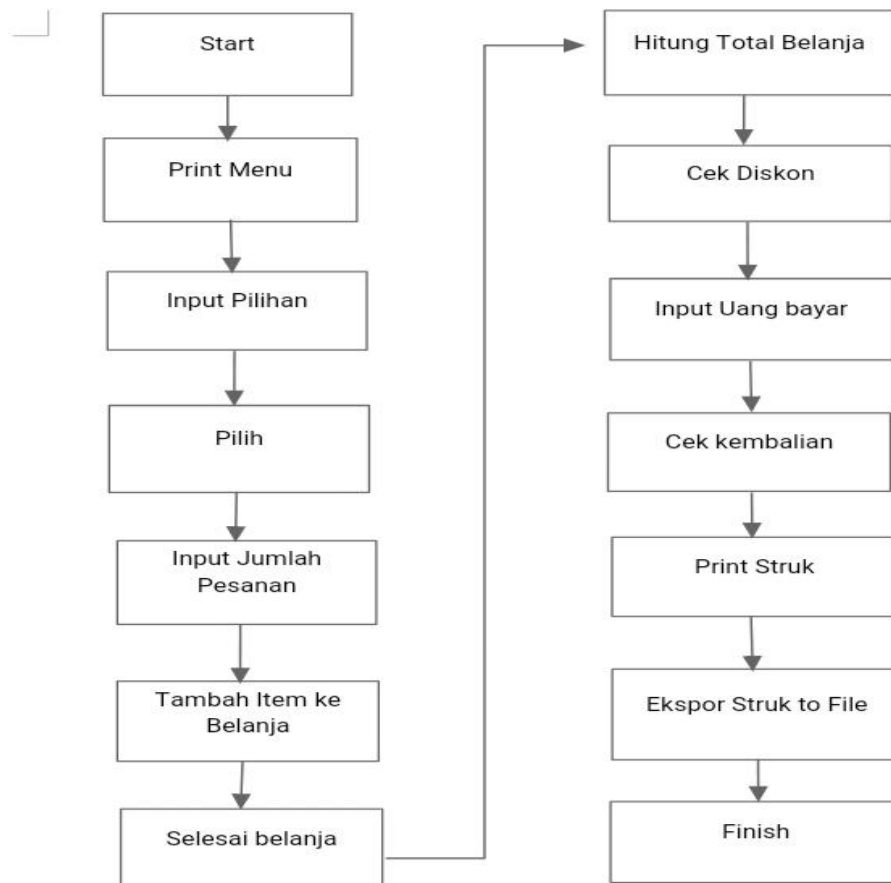 Start
Print Menu
Input Pilihan
Pilih
Input Jumlah
Pesanan
Tambah Item ke
Belanja
Selesai belanja
Hitung Total Belanja
Cek Diskon
Input Uang bayar
Cek kembalian
Print Struk
Ekspor Struk to File
Finish